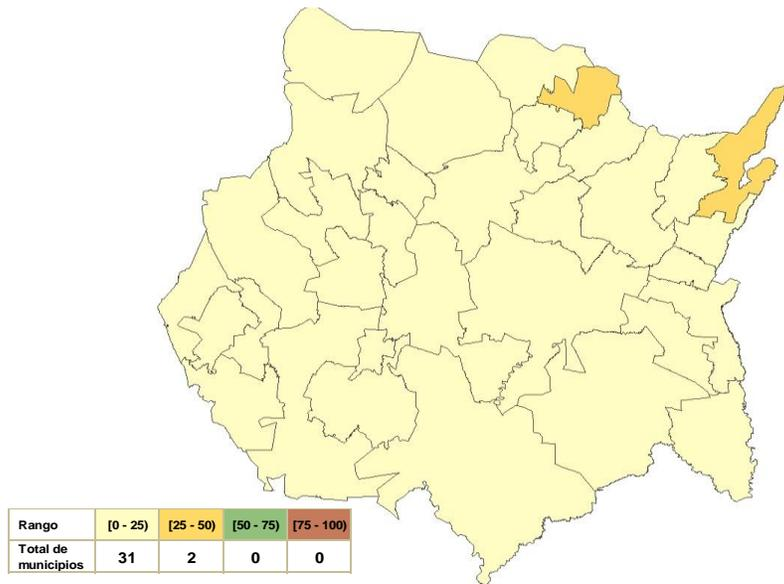 Rango [0 - 25) [25 - 50) [50 - 75) [75 - 100)
Total de municipios 31 2 0 0